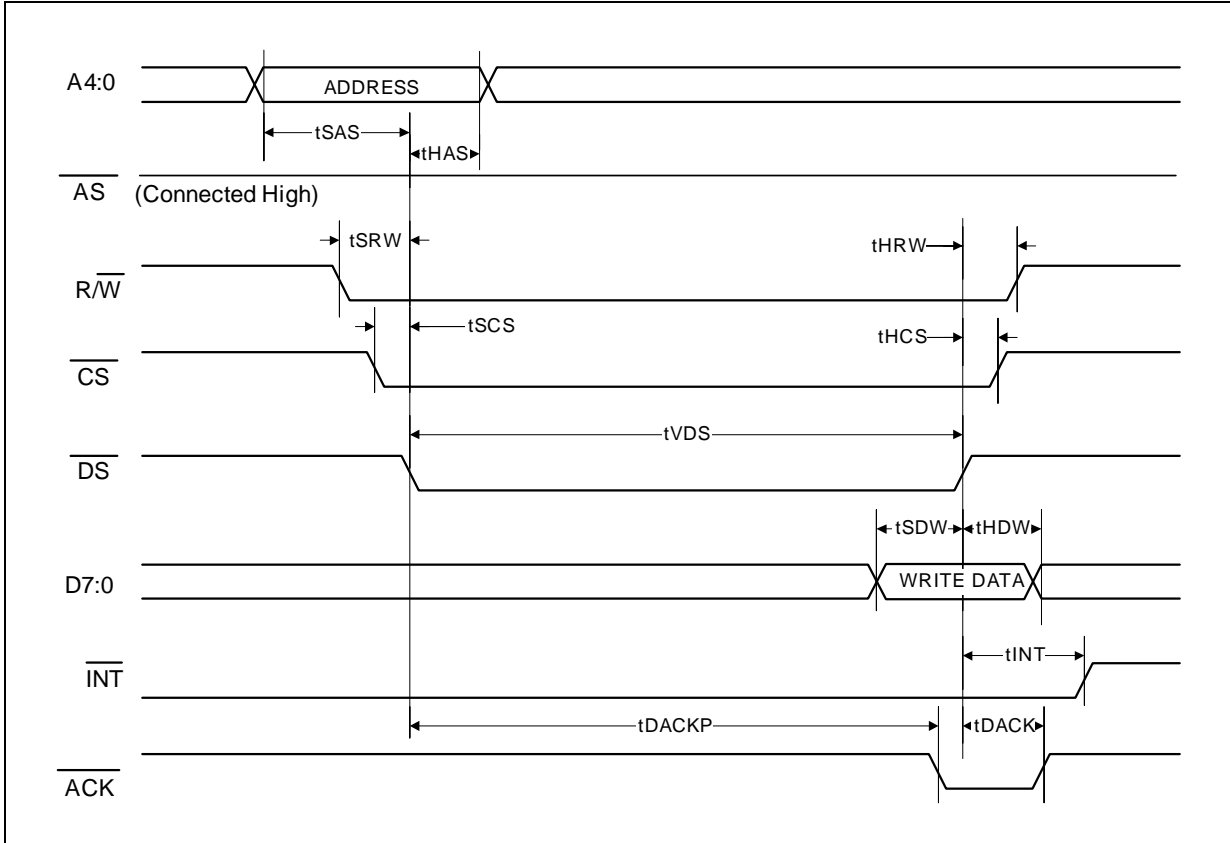 A4:0 ADDRESS
tSAS
tHAS
AS (Connected High)
tSRW tHRW
R/W
tSCS tHCS
CS
tVDS
DS
tSDW tHDW
D7:0 WRITE DATA
tINT
INT
tDACKP tDACK
ACK